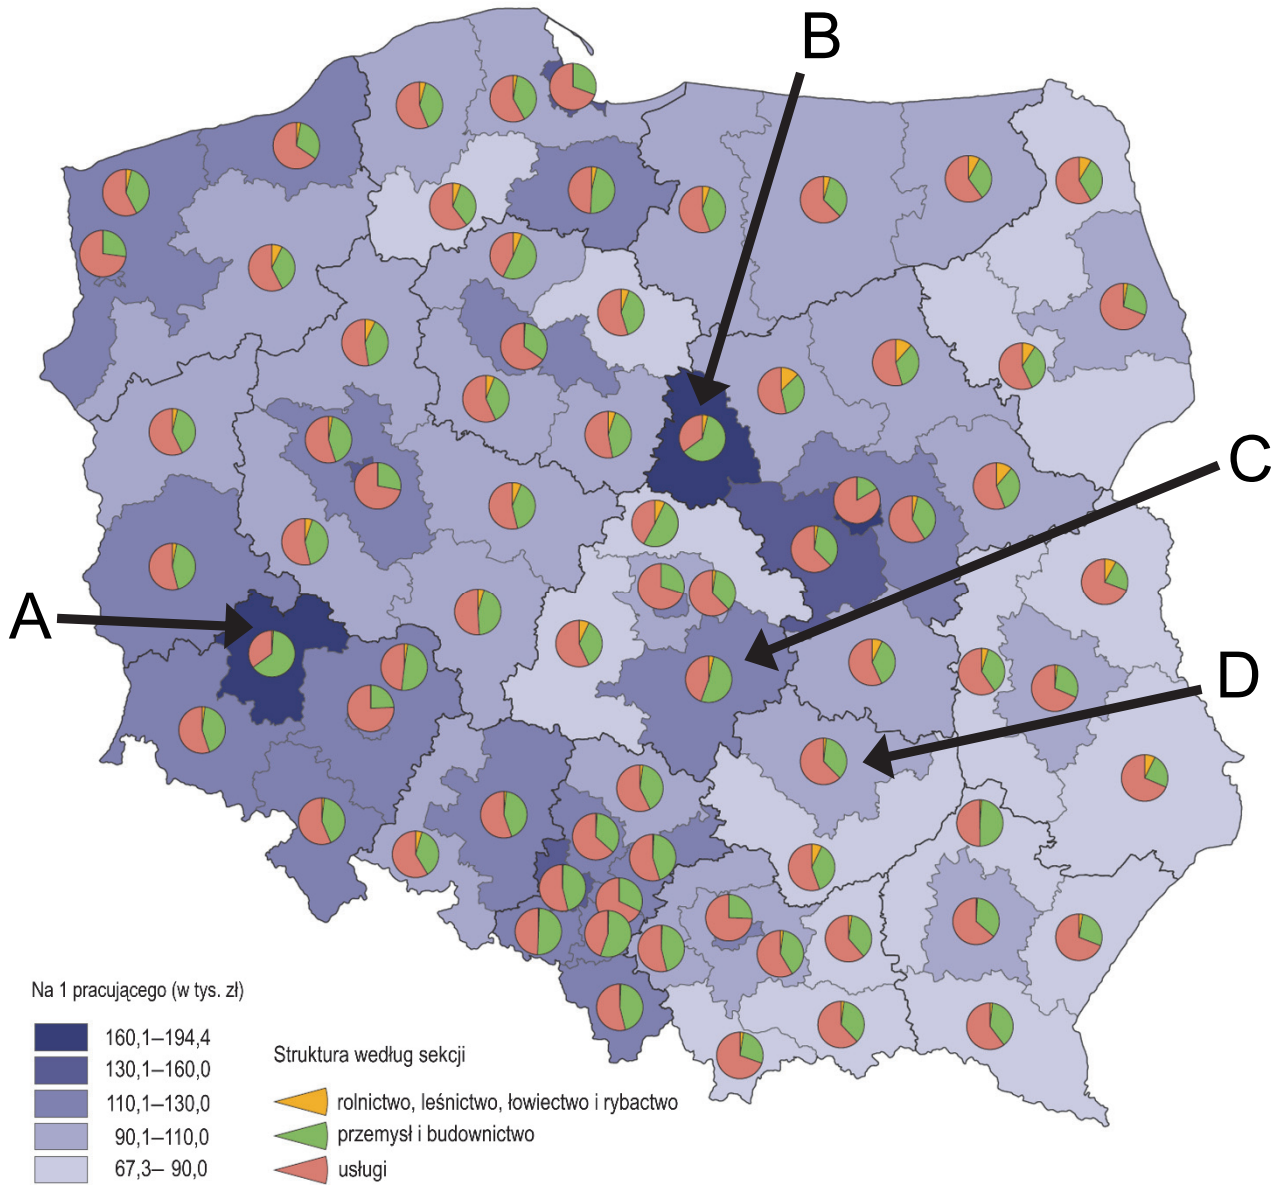 B
C
A
D
Na 1 pracującego (w tys. zł)
160,1–194,4
130,1–160,0
110,1–130,0
90,1–110,0
67,3– 90,0
Struktura według sekcji
rolnictwo, leśnictwo, łowiectwo i rybactwo
przemysł i budownictwo
usługi